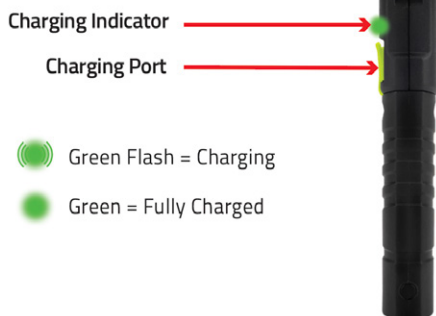 Charging Indicator
Charging Port
Green Flash = Charging
Green = Fully Charged